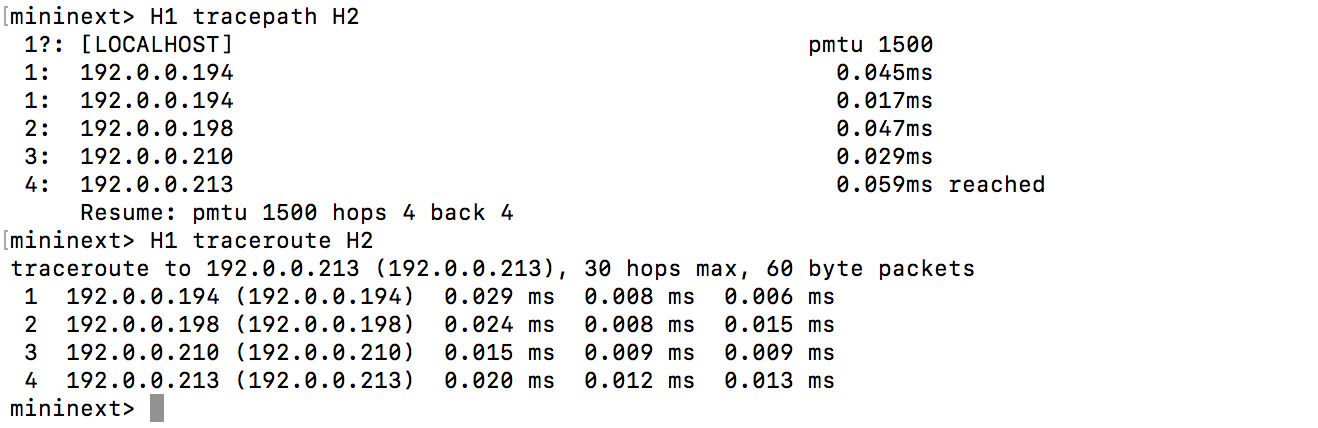 [mininext> H1 tracepath H2
 1?: [LOCALHOST]                                         pmtu 1500
 1:  192.0.0.194                                           0.045ms
 1:  192.0.0.194                                           0.017ms
 2:  192.0.0.198                                           0.047ms
 3:  192.0.0.210                                           0.029ms
 4:  192.0.0.213                                           0.059ms reached
     Resume: pmtu 1500 hops 4 back 4
[mininext> H1 traceroute H2
traceroute to 192.0.0.213 (192.0.0.213), 30 hops max, 60 byte packets
 1  192.0.0.194 (192.0.0.194)  0.029 ms  0.008 ms  0.006 ms
 2  192.0.0.198 (192.0.0.198)  0.024 ms  0.008 ms  0.015 ms
 3  192.0.0.210 (192.0.0.210)  0.015 ms  0.009 ms  0.009 ms
 4  192.0.0.213 (192.0.0.213)  0.020 ms  0.012 ms  0.013 ms
mininext>